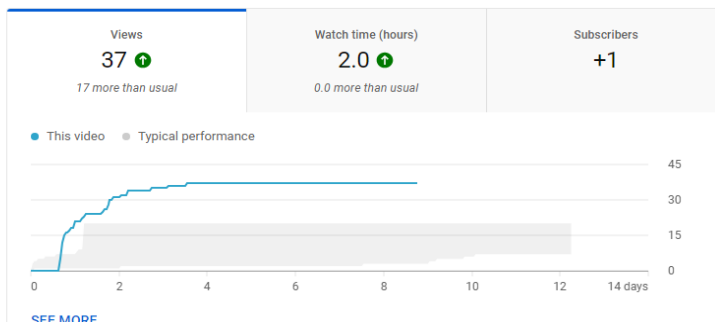 Views Watch time (hours) Subscribers
37 2.0 +1
17 more than usual 0.0 more than usual
This video Typical performance
45
30
15
0
0 2 4 6 8 10 12 14 days
SEE MORE